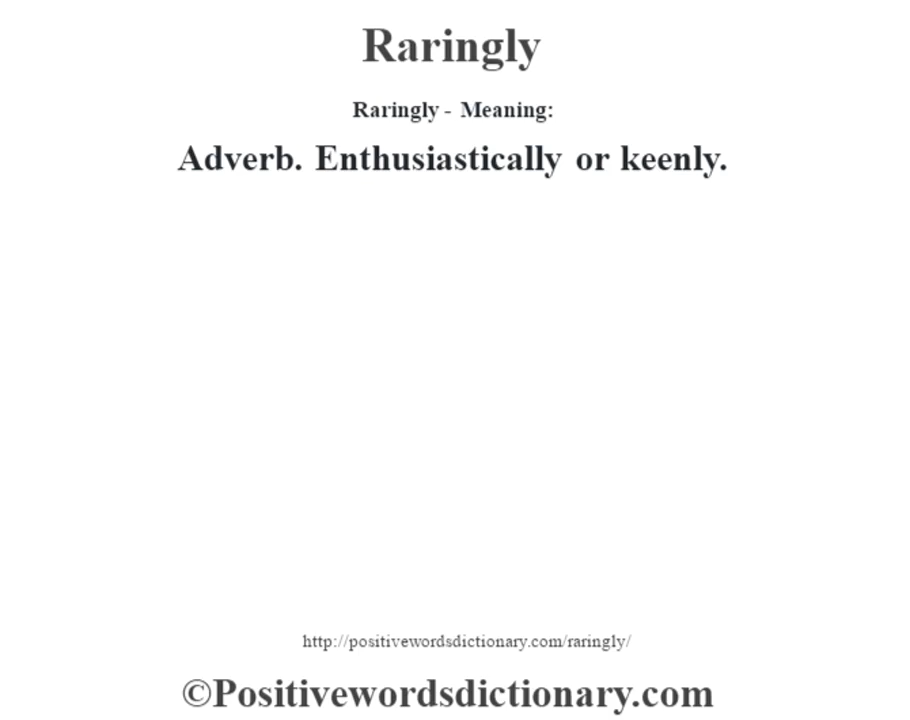 Raringly
Raringly - Meaning:
Adverb. Enthusiastically or keenly.
http://positivewordsdictionary.com/raringly/
©Positivewordsdictionary.com